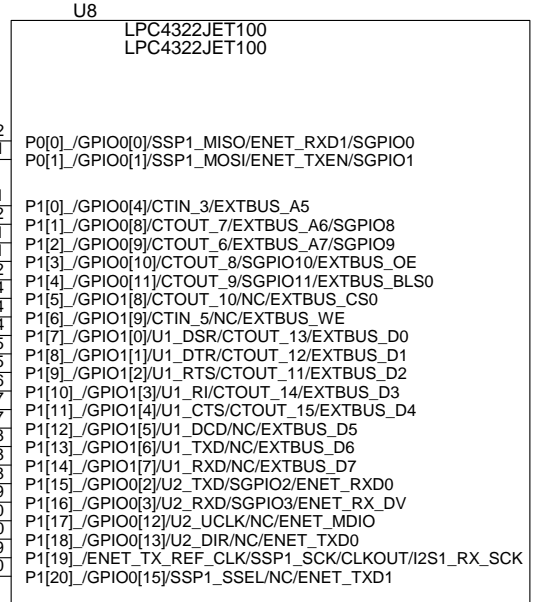 U8
LPC4322JET100
LPC4322JET100
P0[0]_/GPIO0[0]/SSP1_MISO/ENET_RXD1/SGPIO0
P0[1]_/GPIO0[1]/SSP1_MOSI/ENET_TXEN/SGPIO1
P1[0]_/GPIO0[4]/CTIN_3/EXTBUS_A5
P1[1]_/GPIO0[8]/CTOUT_7/EXTBUS_A6/SGPIO8
P1[2]_/GPIO0[9]/CTOUT_6/EXTBUS_A7/SGPIO9
P1[3]_/GPIO0[10]/CTOUT_8/SGPIO10/EXTBUS_OE
P1[4]_/GPIO0[11]/CTOUT_9/SGPIO11/EXTBUS_BLS0
P1[5]_/GPIO1[8]/CTOUT_10/NC/EXTBUS_CS0
P1[6]_/GPIO1[9]/CTIN_5/NC/EXTBUS_WE
P1[7]_/GPIO1[0]/U1_DSR/CTOUT_13/EXTBUS_D0
P1[8]_/GPIO1[1]/U1_DTR/CTOUT_12/EXTBUS_D1
P1[9]_/GPIO1[2]/U1_RTS/CTOUT_11/EXTBUS_D2
P1[10]_/GPIO1[3]/U1_RI/CTOUT_14/EXTBUS_D3
P1[11]_/GPIO1[4]/U1_CTS/CTOUT_15/EXTBUS_D4
P1[12]_/GPIO1[5]/U1_DCD/NC/EXTBUS_D5
P1[13]_/GPIO1[6]/U1_TXD/NC/EXTBUS_D6
P1[14]_/GPIO1[7]/U1_RXD/NC/EXTBUS_D7
P1[15]_/GPIO0[2]/U2_TXD/SGPIO2/ENET_RXD0
P1[16]_/GPIO0[3]/U2_RXD/SGPIO3/ENET_RX_DV
P1[17]_/GPIO0[12]/U2_UCLK/NC/ENET_MDIO
P1[18]_/GPIO0[13]/U2_DIR/NC/ENET_TXD0
P1[19]_/ENET_TX_REF_CLK/SSP1_SCK/CLKOUT/I2S1_RX_SCK
P1[20]_/GPIO0[15]/SSP1_SSEL/NC/ENET_TXD1